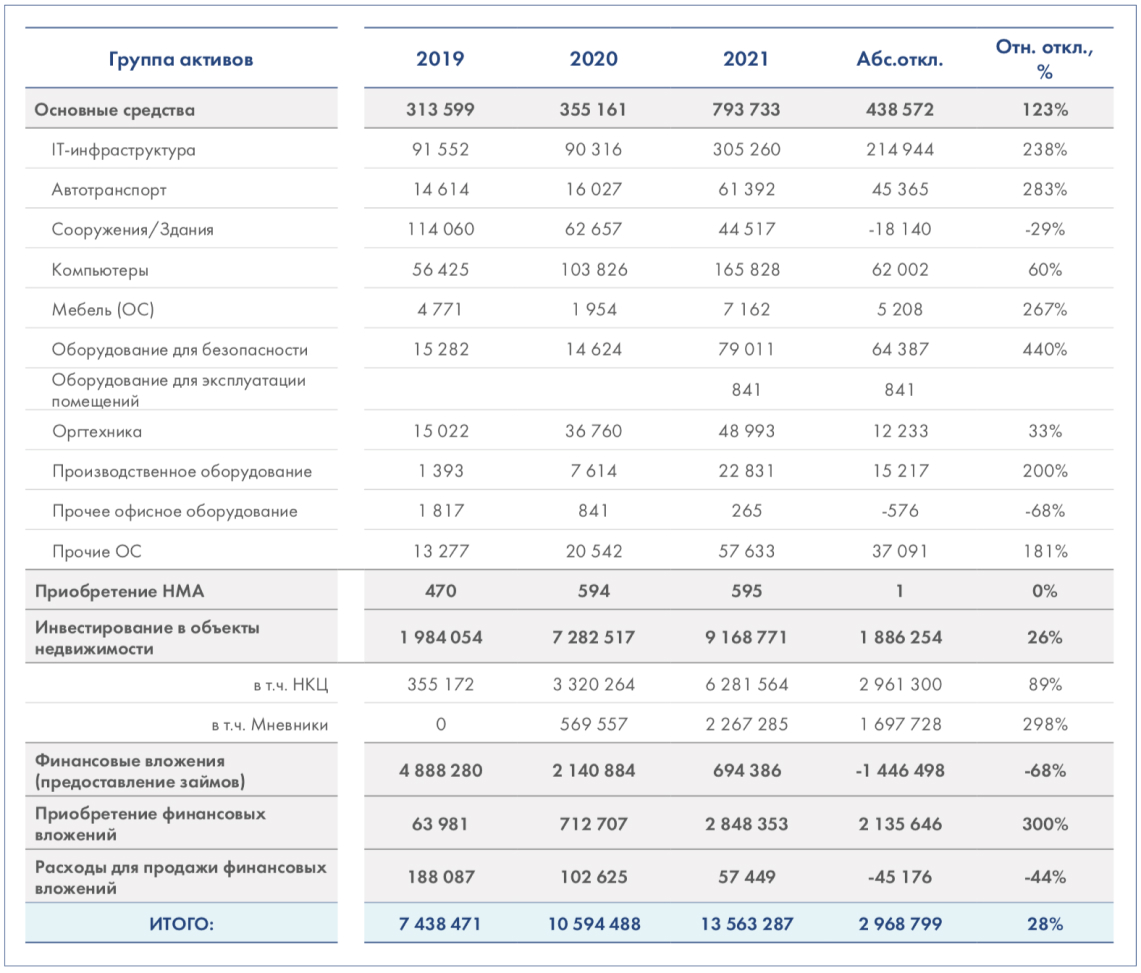 Группа активов 2019 2020 2021 Абс.откл. Отн. откл., %
Основные средства 313 599 355 161 793 733 438 572 123%
IT-инфраструктура 91 552 90 316 305 260 214 944 238%
Автотранспорт 14 614 16 027 61 392 45 365 283%
Сооружения/Здания 114 060 62 657 44 517 -18 140 -29%
Компьютеры 56 425 103 826 165 828 62 002 60%
Мебель (ОС) 4 771 1 954 7 162 5 208 267%
Оборудование для безопасности 15 282 14 624 79 011 64 387 440%
Оборудование для эксплуатации
помещений 841 841
Оргтехника 15 022 36 760 48 993 12 233 33%
Производственное оборудование 1 393 7 614 22 831 15 217 200%
Прочее офисное оборудование 1 817 841 265 -576 -68%
Прочие ОС 13 277 20 542 57 633 37 091 181%
Приобретение НМА 470 594 595 1 0%
Инвестирование в объекты
недвижимости 1 984 054 7 282 517 9 168 771 1 886 254 26%
в т.ч. НКЦ 355 172 3 320 264 6 281 564 2 961 300 89%
в т.ч. Мневники 0 569 557 2 267 285 1 697 728 298%
Финансовые вложения
(предоставление займов) 4 888 280 2 140 884 694 386 -1 446 498 -68%
Приобретение финансовых
вложений 63 981 712 707 2 848 353 2 135 646 300%
Расходы для продажи финансовых
вложений 188 087 102 625 57 449 -45 176 -44%
ИТОГО: 7 438 471 10 594 488 13 563 287 2 968 799 28%